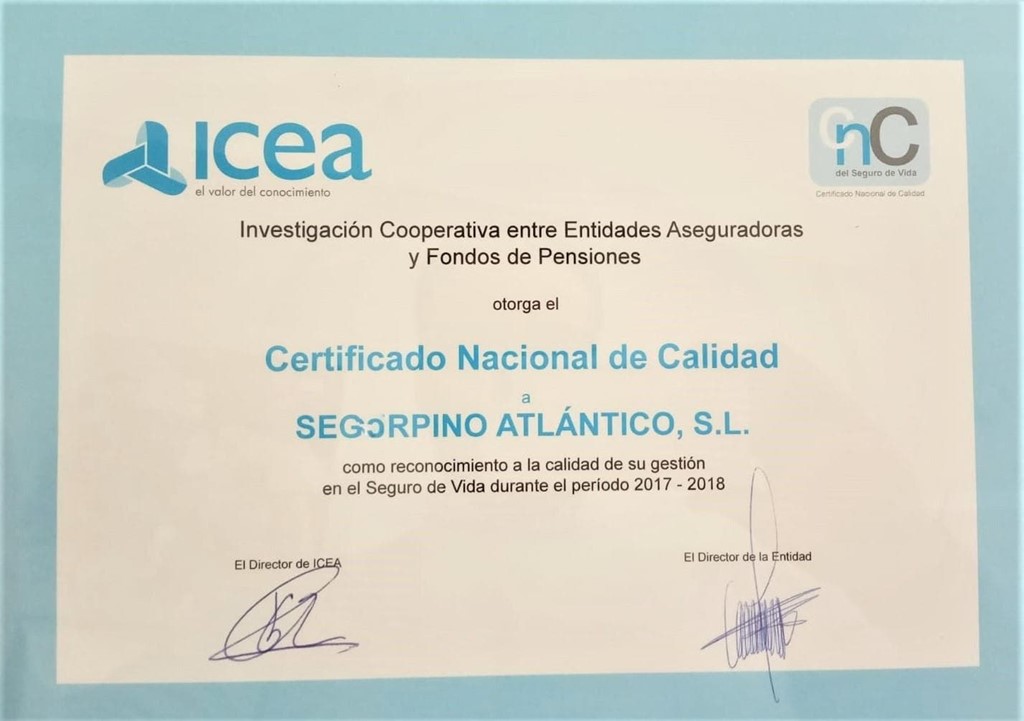 ICEA
el valor del conocimiento
CnC
del Seguro de Vida
Certificado Nacional de Calidad
Investigación Cooperativa entre Entidades Aseguradoras
y Fondos de Pensiones
otorga el
Certificado Nacional de Calidad
a
SEGURPINO ATLÁNTICO, S.L.
como reconocimiento a la calidad de su gestión
en el Seguro de Vida durante el período 2017 - 2018
El Director de ICEA
El Director de la Entidad